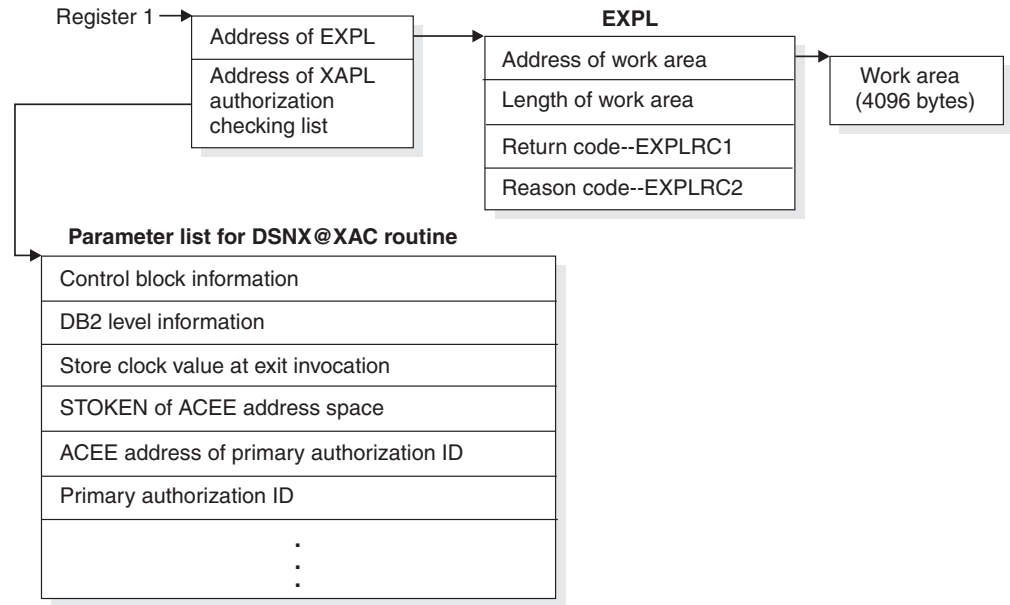 Register 1
Address of EXPL
Address of XAPL
authorization
checking list
EXPL
Address of work area
Length of work area
Return code--EXPLRC1
Reason code--EXPLRC2
Work area
(4096 bytes)
Parameter list for DSNX@XAC routine
Control block information
DB2 level information
Store clock value at exit invocation
STOKEN of ACEE address space
ACEE address of primary authorization ID
Primary authorization ID
.
.
.